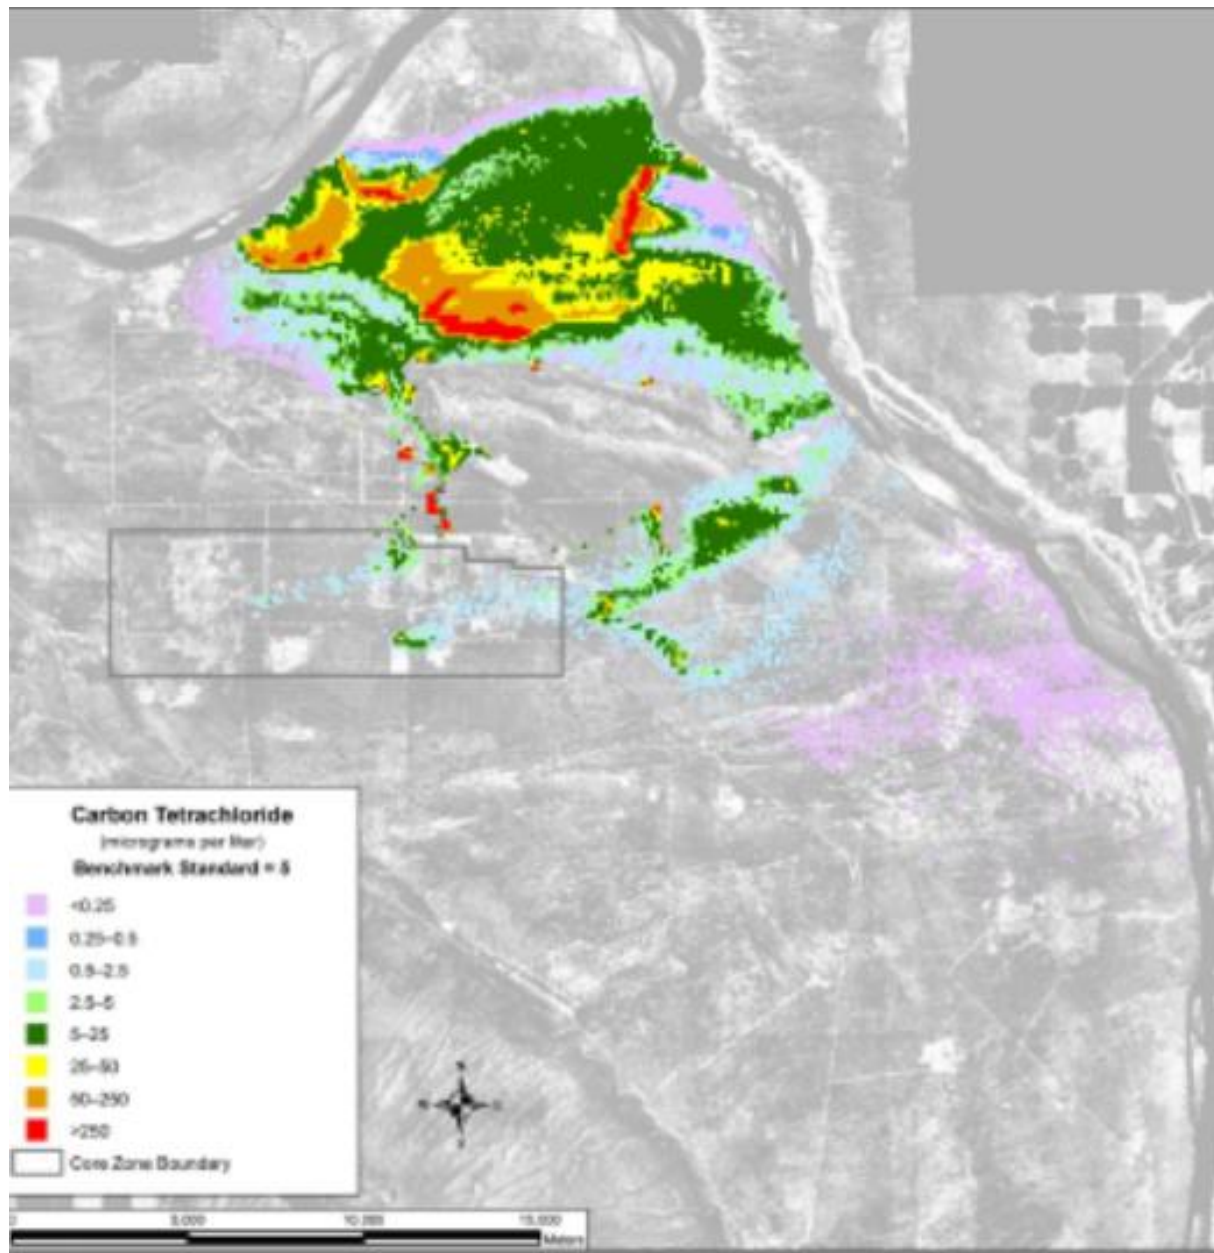 Carbon Tetrachloride
(micrograms per liter)
Benchmark Standard = 5
<0.25
0.25–0.5
0.5–2.5
2.5–5
5–25
25–50
50–250
>250
Core Zone Boundary
0 5,000 10,000 15,000
Meters